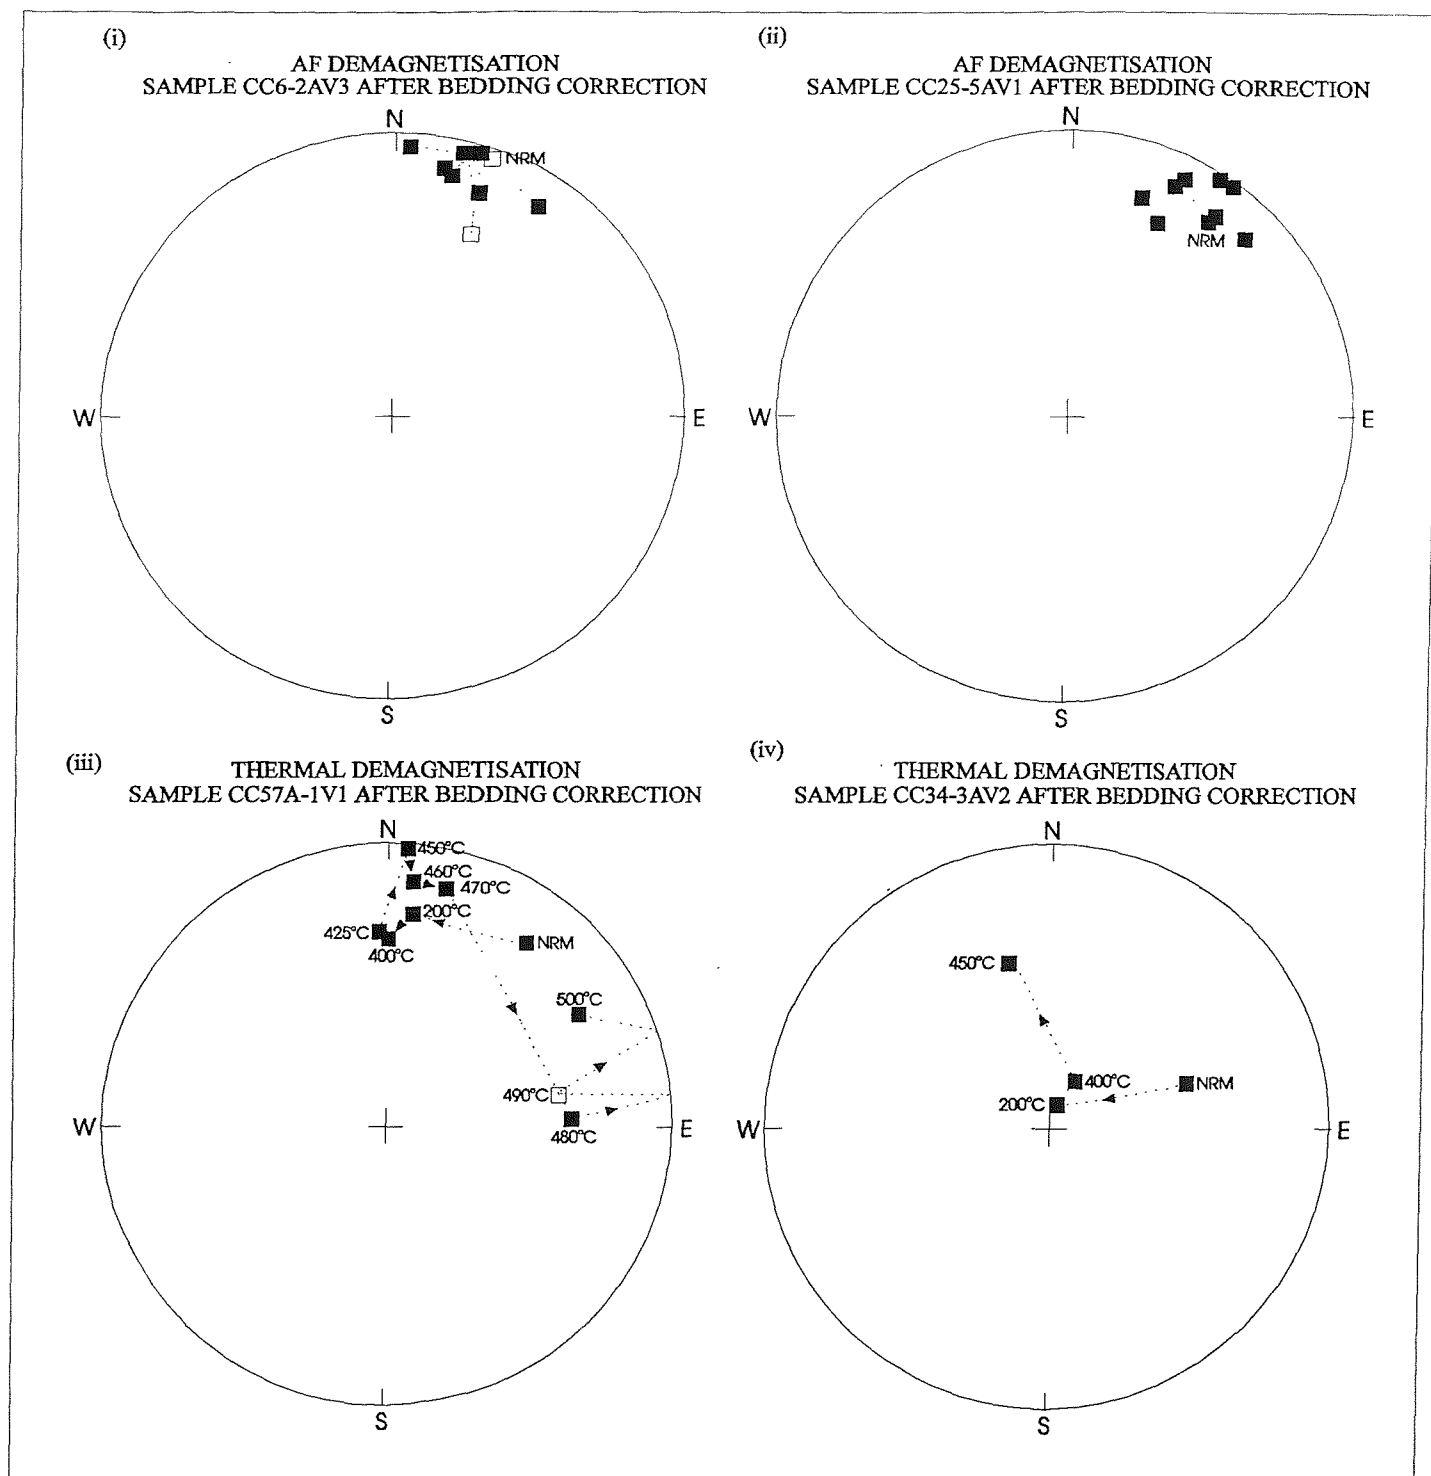 (i)
AF DEMAGNETISATION
SAMPLE CC6-2AV3 AFTER BEDDING CORRECTION
N
NRM
W
E
S
(ii)
AF DEMAGNETISATION
SAMPLE CC25-5AV1 AFTER BEDDING CORRECTION
N
NRM
W
E
S
(iii)
THERMAL DEMAGNETISATION
SAMPLE CC57A-1V1 AFTER BEDDING CORRECTION
N
450°C
460°C
470°C
200°C
425°C
400°C
NRM
500°C
490°C
480°C
W
E
S
(iv)
THERMAL DEMAGNETISATION
SAMPLE CC34-3AV2 AFTER BEDDING CORRECTION
N
450°C
400°C
NRM
200°C
W
E
S